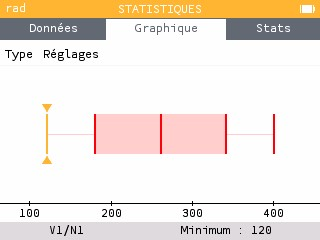 rad STATISTIQUES
Données Graphique Stats
Type Réglages
100 200 300 400
V1/N1 Minimum : 120